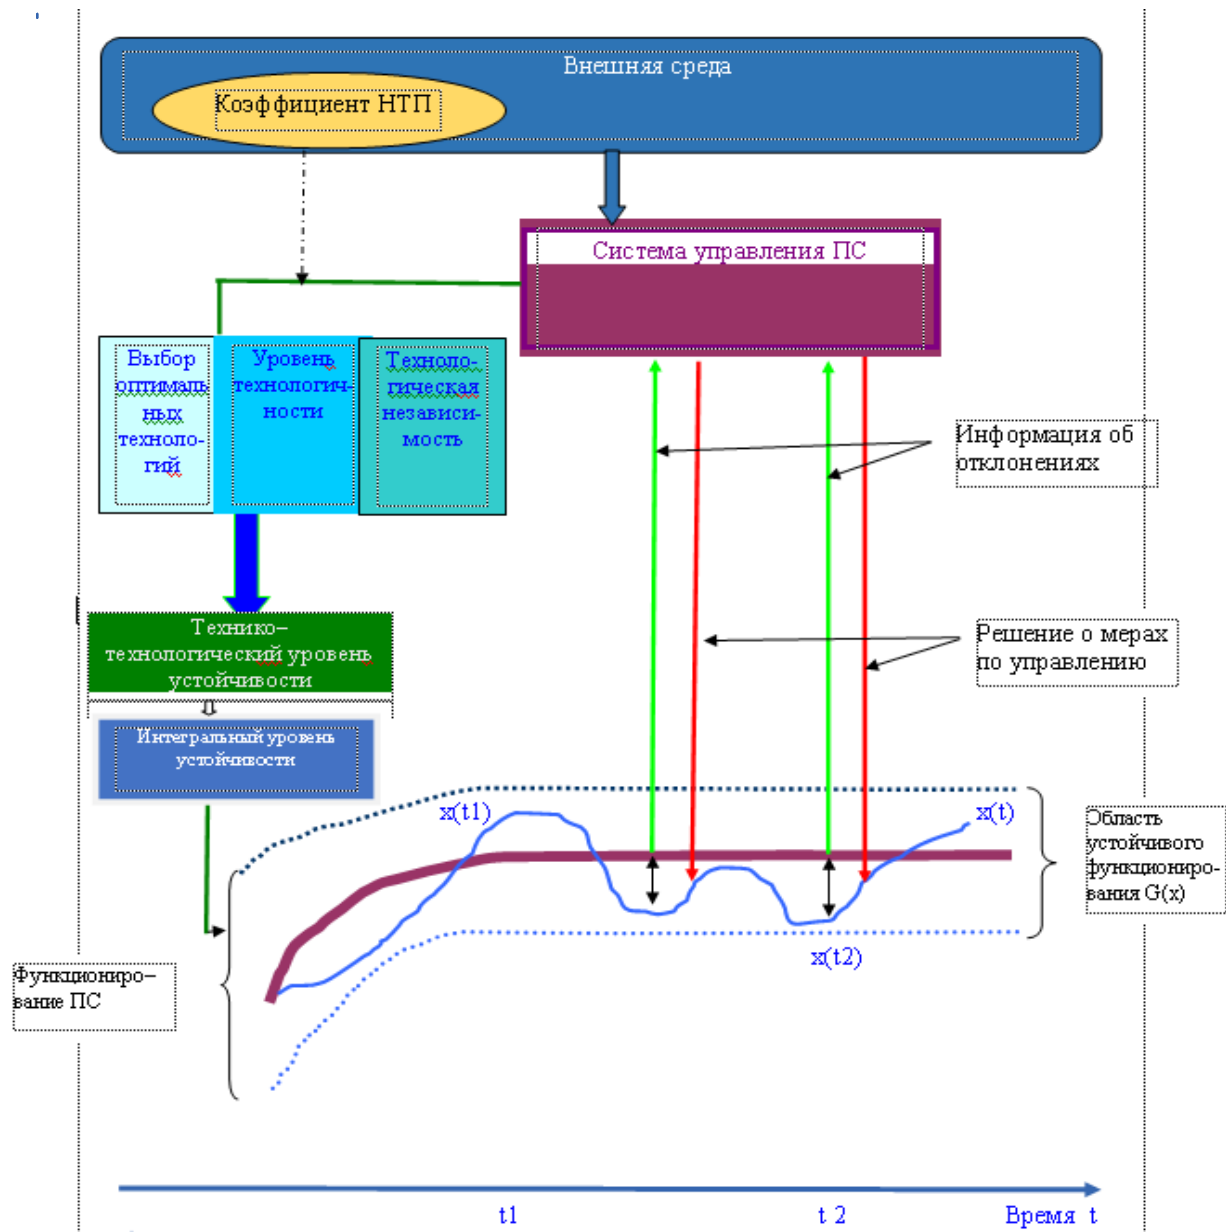 Внешняя среда
Коэффициент НТП
Система управления ПС
Выбор
оптималь
ных
техноло-
гий
Уровень
технологич-
ности
Техноло-
гическая
независи-
мость
Информация об
отклонениях
Технико–
технологический уровень
устойчивости
Решение о мерах
по управлению
Интегральный уровень
устойчивости
x(t1)
x(t)
Область
устойчивого
функциониро-
вания G(x)
x(t2)
Функциониро–
вание ПС
t1
t 2
Время t